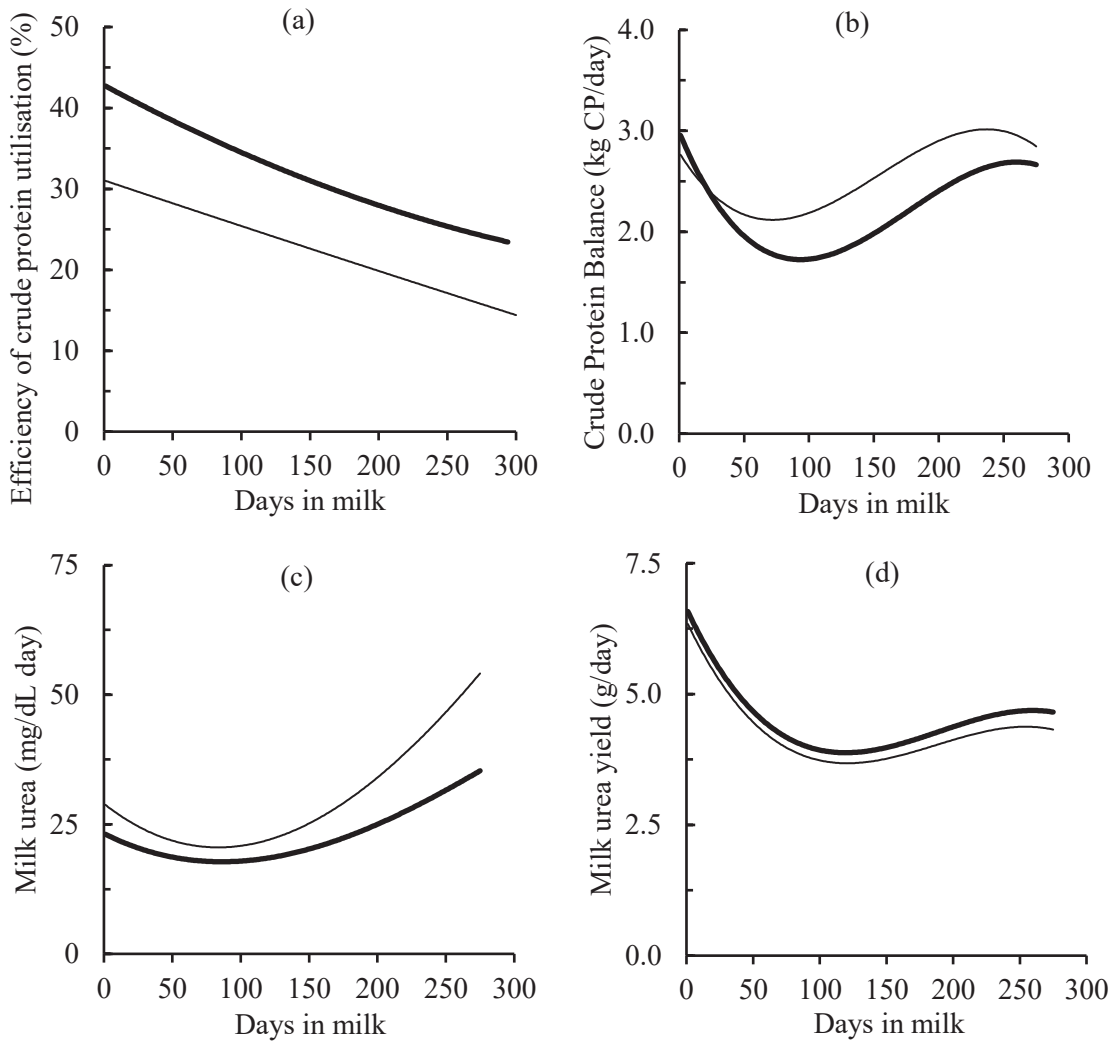 (a)
Efficiency of crude protein utilisation (%)
50
40
30
20
10
0
0 50 100 150 200 250 300
Days in milk
(b)
Crude Protein Balance (kg CP/day)
4.0
3.0
2.0
1.0
0.0
0 50 100 150 200 250 300
Days in milk
(c)
Milk urea (mg/dL day)
75
50
25
0
0 50 100 150 200 250 300
Days in milk
(d)
Milk urea yield (g/day)
7.5
5.0
2.5
0.0
0 50 100 150 200 250 300
Days in milk